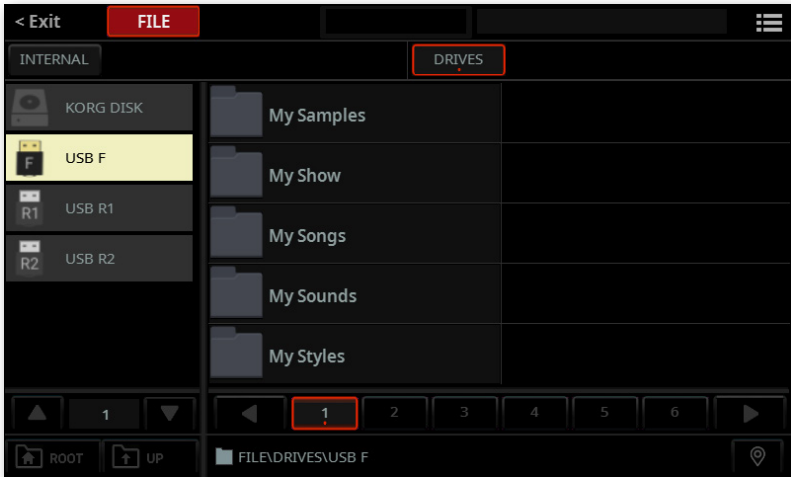 < Exit FILE
INTERNAL DRIVES
KORG DISK
F USB F
R1 USB R1
R2 USB R2
My Samples
My Show
My Songs
My Sounds
My Styles
1 1 2 3 4 5 6
ROOT UP FILE\DRIVES\USB F